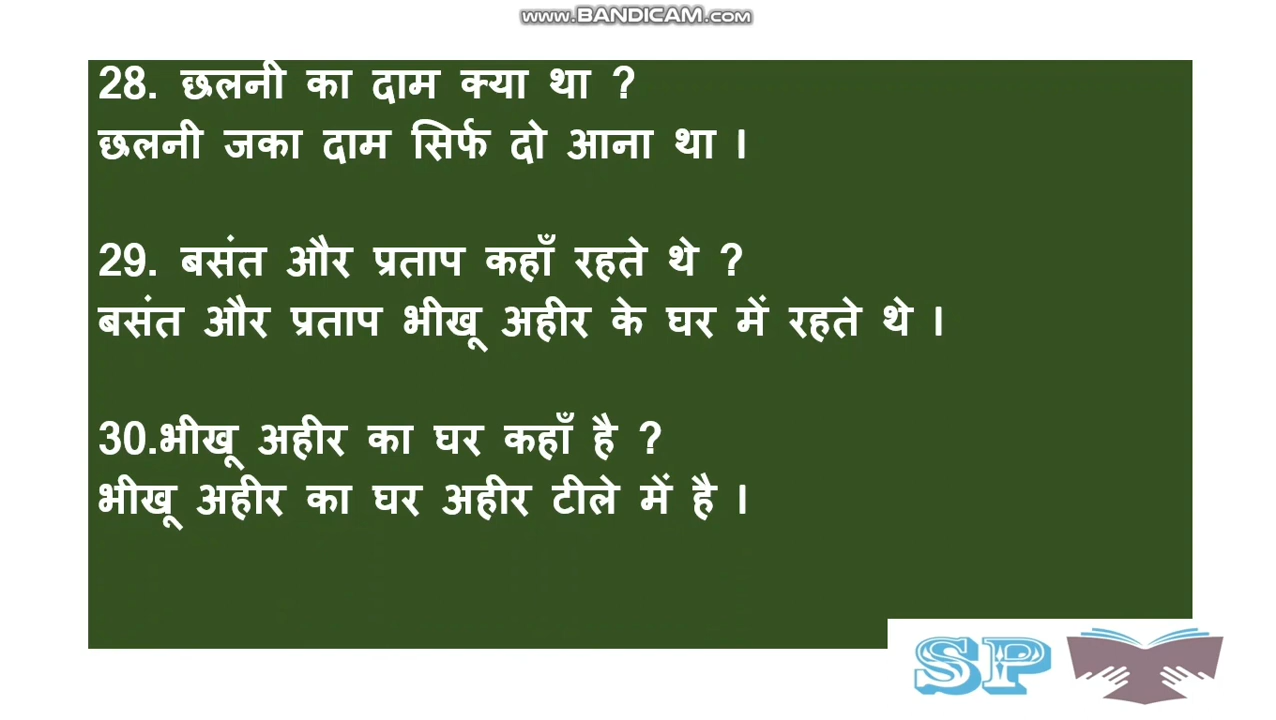 www.BANDICAM.com
28. छलनी का दाम क्या था ?
छलनी जका दाम सिर्फ दो आना था ।
29. बसंत और प्रताप कहाँ रहते थे ?
बसंत और प्रताप भीखू अहीर के घर में रहते थे ।
30.भीखू अहीर का घर कहाँ है ?
भीखू अहीर का घर अहीर टीले में है ।
SP